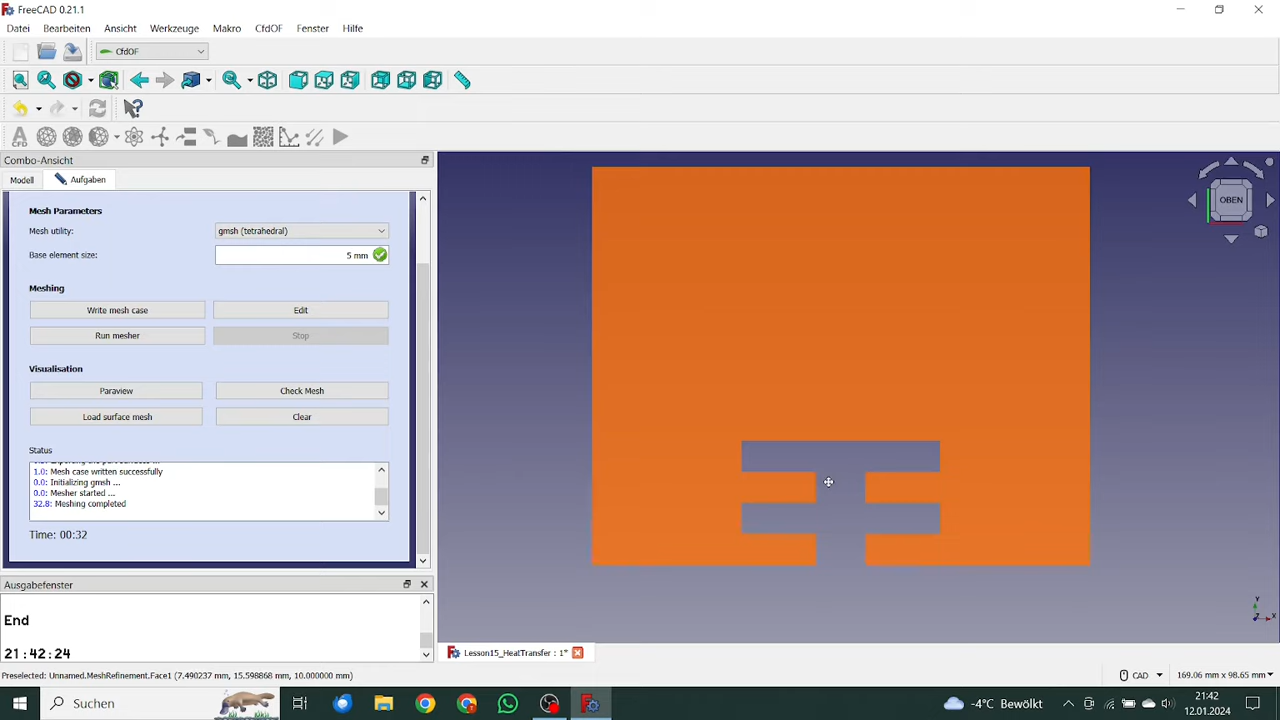 FreeCAD 0.21.1
Datei Bearbeiten Ansicht Werkzeuge Makro CfdOF Fenster Hilfe
CfdOF
Combo-Ansicht
Modell Aufgaben
Mesh Parameters
Mesh utility: gmsh (tetrahedral)
Base element size: 5 mm
Meshing
Write mesh case Edit
Run mesher Stop
Visualisation
Paraview Check Mesh
Load surface mesh Clear
Status
1.0: Mesh case written successfully
0.0: Initializing gmsh ...
0.0: Mesher started ...
32.8: Meshing completed
Time: 00:32
OBEN
Y
Z X
Ausgabefenster
End
21:42:24
Lesson15_HeatTransfer : 1*
Preselected: Unnamed.MeshRefinement.Face1 (7.490237 mm, 15.598868 mm, 10.000000 mm)
CAD 169.06 mm x 98.65 mm
Suchen
-4°C Bewölkt
21:42
12.01.2024